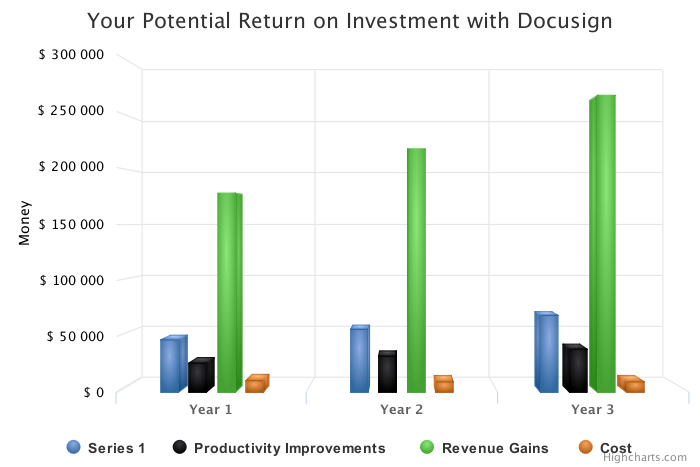 Your Potential Return on Investment with Docusign
$ 300 000
$ 250 000
$ 200 000
$ 150 000
$ 100 000
$ 50 000
$ 0
Money
Year 1
Year 2
Year 3
Series 1
Productivity Improvements
Revenue Gains
Cost
Highcharts.com